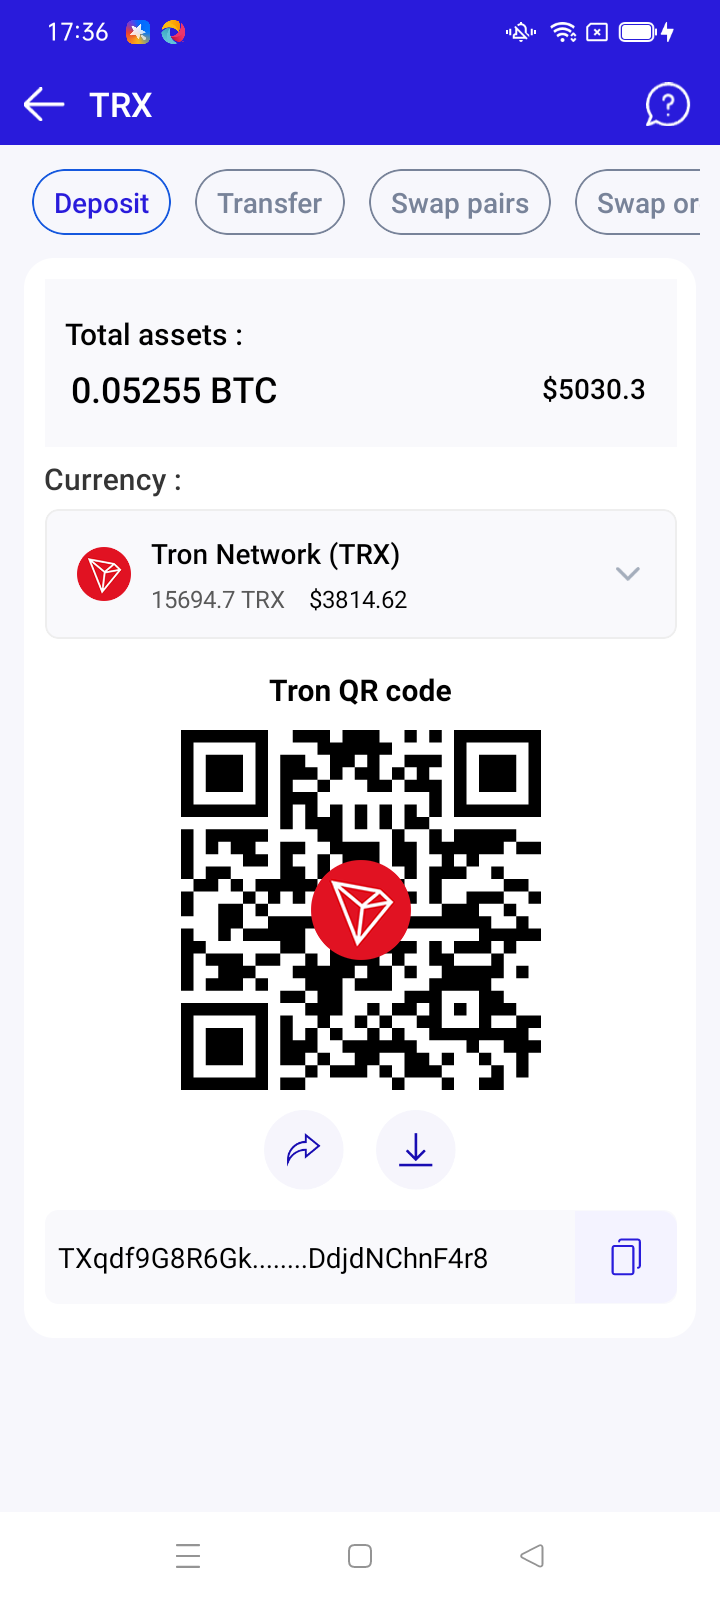 17:36
TRX
Deposit
Transfer
Swap pairs
Swap or
Total assets :
0.05255 BTC
$5030.3
Currency :
Tron Network (TRX)
15694.7 TRX $3814.62
Tron QR code
TXqdf9G8R6Gk........DdjdNChnF4r8